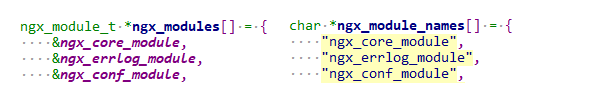 ngx_module_t *ngx_modules[] = {
    &ngx_core_module,
    &ngx_errlog_module,
    &ngx_conf_module,
char *ngx_module_names[] = {
    "ngx_core_module",
    "ngx_errlog_module",
    "ngx_conf_module",